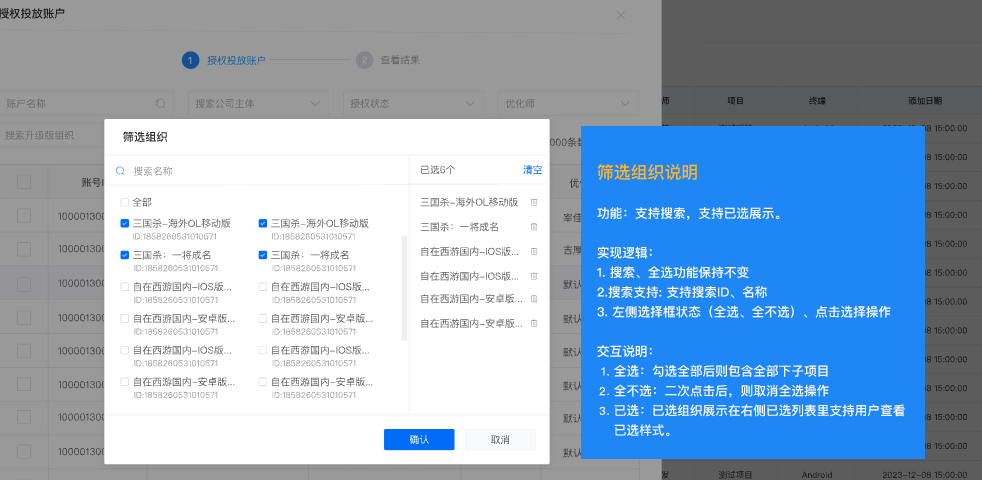 授权投放账户
1 授权投放账户 2 查看结果
账户名称 搜索公司主体 授权状态 优化师
搜索升级版组织
师 项目 终端 添加日期
筛选组织
搜索名称
已选6个 清空
全部
三国杀-海外OL移动版 三国杀-海外OL移动版
ID:1858260531010571 ID:1858260531010571
三国杀：一将成名 三国杀：一将成名
ID:1858260531010571 ID:1858260531010571
自在西游国内-IOS版... 自在西游国内-IOS版...
ID:1858260531010571 ID:1858260531010571
自在西游国内-安卓版... 自在西游国内-安卓版...
ID:1858260531010571 ID:1858260531010571
自在西游国内-IOS版... 自在西游国内-IOS版...
ID:1858260531010571 ID:1858260531010571
自在西游国内-安卓版... 自在西游国内-安卓版...
ID:1858260531010571 ID:1858260531010571
三国杀-海外OL移动版
三国杀：一将成名
自在西游国内-IOS版...
自在西游国内-IOS版...
自在西游国内-安卓版...
自在西游国内-安卓版...
确认 取消
筛选组织说明
功能：支持搜索，支持已选展示。
实现逻辑：
1. 搜索、全选功能保持不变
2.搜索支持: 支持搜索ID、名称
3. 左侧选择框状态（全选、全不选）、点击选择操作
交互说明：
1. 全选：勾选全部后则包含全部下子项目
2. 全不选：二次点击后，则取消全选操作
3. 已选：已选组织展示在右侧已选列表里支持用户查看
已选样式。
账号I
100001300
100001300
100001300
100001300
100001300
100001300
100001300
100001300
000条数
优化
默认
默认
默认
默认
默认
默认
15:00:00
15:00:00
15:00:00
15:00:00
15:00:00
15:00:00
15:00:00
15:00:00
15:00:00
15:00:00
发 测试项目 Android 2023-12-08 15:00:00